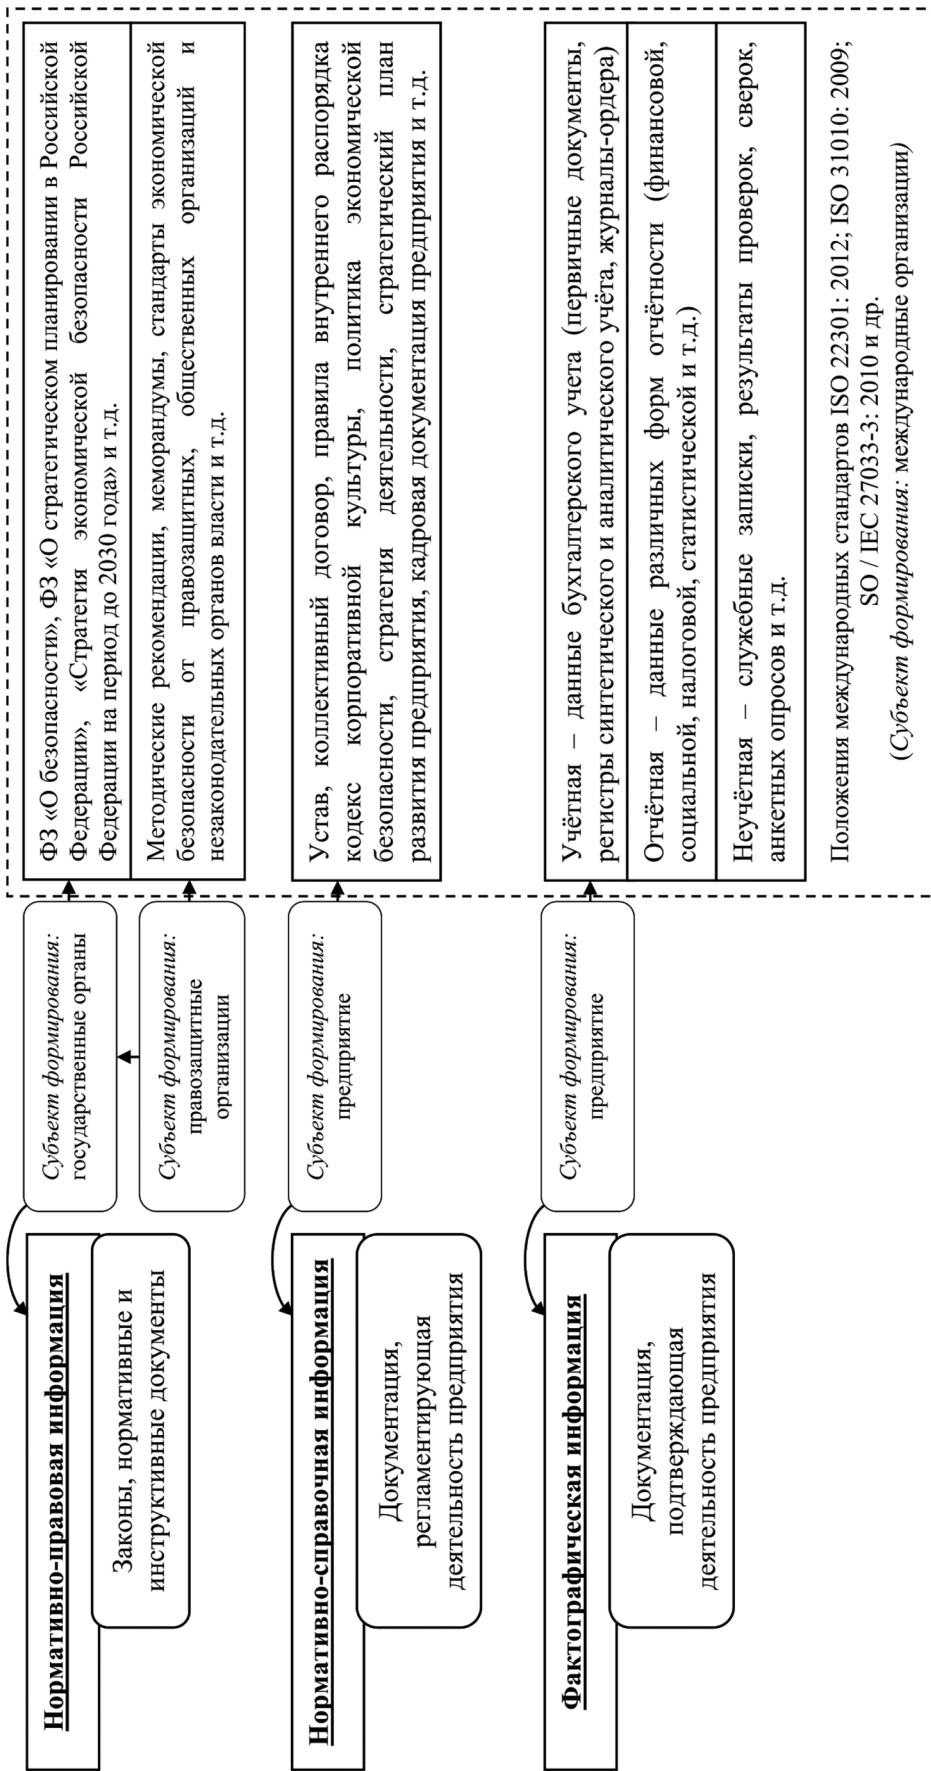 Нормативно-правовая информация
Законы, нормативные и
инструктивные документы
Субъект формирования:
государственные органы
Субъект формирования:
правозащитные
организации
ФЗ «О безопасности», ФЗ «О стратегическом планировании в Российской
Федерации», «Стратегия экономической безопасности Российской
Федерации на период до 2030 года» и т.д.
Методические рекомендации, меморандумы, стандарты экономической
безопасности от правозащитных, общественных организаций и
незаконодательных органов власти и т.д.
Нормативно-справочная информация
Документация,
регламентирующая
деятельность предприятия
Субъект формирования:
предприятие
Устав, коллективный договор, правила внутреннего распорядка
кодекс корпоративной культуры, политика экономической
безопасности, стратегия деятельности, стратегический план
развития предприятия, кадровая документация предприятия и т.д.
Фактографическая информация
Документация,
подтверждающая
деятельность предприятия
Субъект формирования:
предприятие
Учётная – данные бухгалтерского учета (первичные документы,
регистры синтетического и аналитического учёта, журналы-ордера)
Отчётная – данные различных форм отчётности (финансовой,
социальной, налоговой, статистической и т.д.)
Неучётная – служебные записки, результаты проверок, сверок,
анкетных опросов и т.д.
Положения международных стандартов ISO 22301: 2012; ISO 31010: 2009;
SO / IEC 27033-3: 2010 и др.
(Субъект формирования: международные организации)